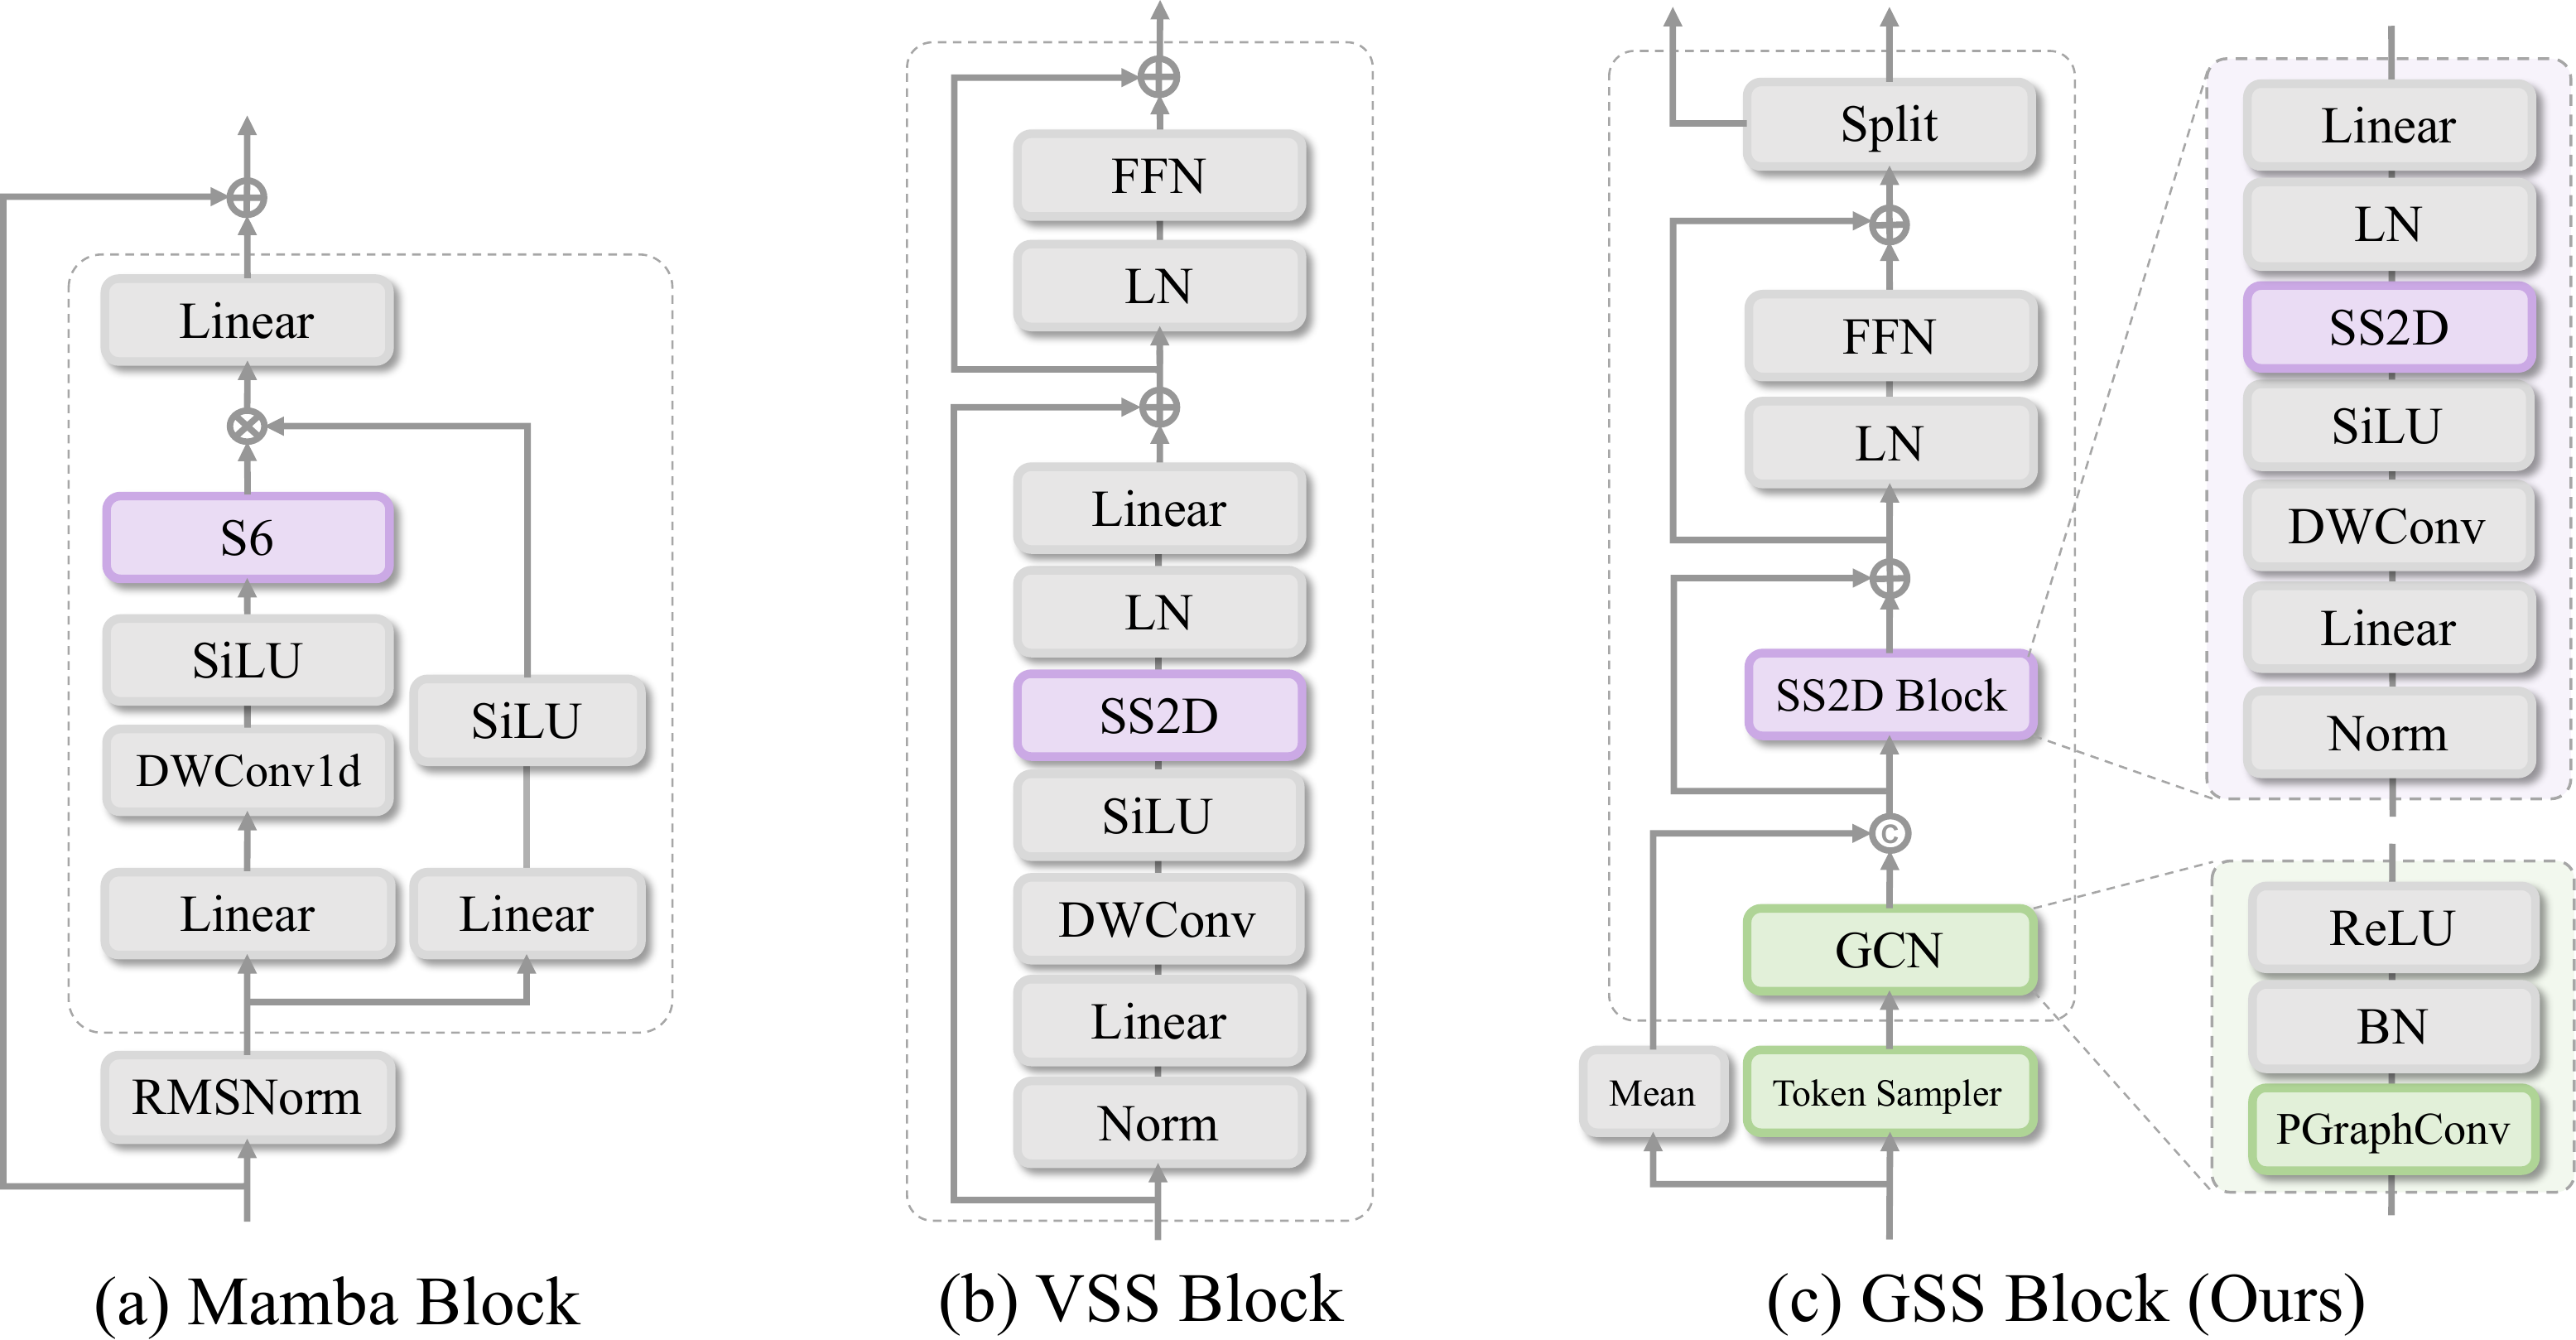 Linear
S6
SiLU
DWConv1d
Linear
SiLU
Linear
RMSNorm
(a) Mamba Block
FFN
LN
Linear
LN
SS2D
SiLU
DWConv
Linear
Norm
(b) VSS Block
Split
FFN
LN
SS2D Block
C
GCN
Mean
Token Sampler
Linear
LN
SS2D
SiLU
DWConv
Linear
Norm
ReLU
BN
PGraphConv
(c) GSS Block (Ours)